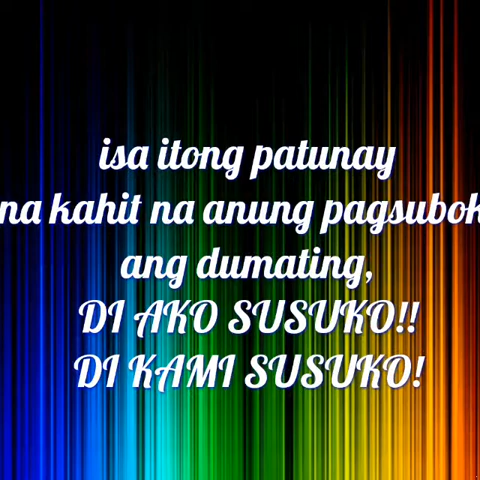 isa itong patunay
na kahit na anung pagsubok
ang dumating,
DI AKO SUSUKO!!
DI KAMI SUSUKO!